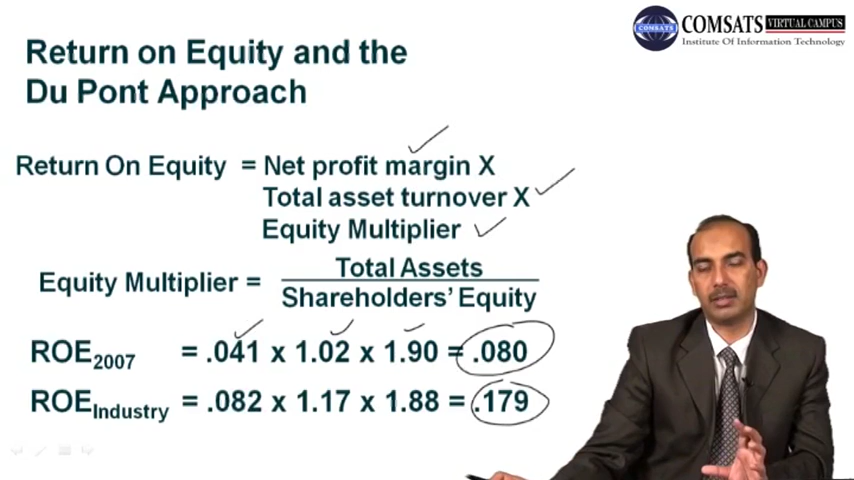 COMSATS VIRTUAL CAMPUS
COMSATS
Institute Of Information Technology
Return on Equity and the
Du Pont Approach
Return On Equity = Net profit margin X
Total asset turnover X
Equity Multiplier
Equity Multiplier = Total Assets
Shareholders' Equity
ROE2007 = .041 x 1.02 x 1.90 = .080
ROEIndustry = .082 x 1.17 x 1.88 = .179